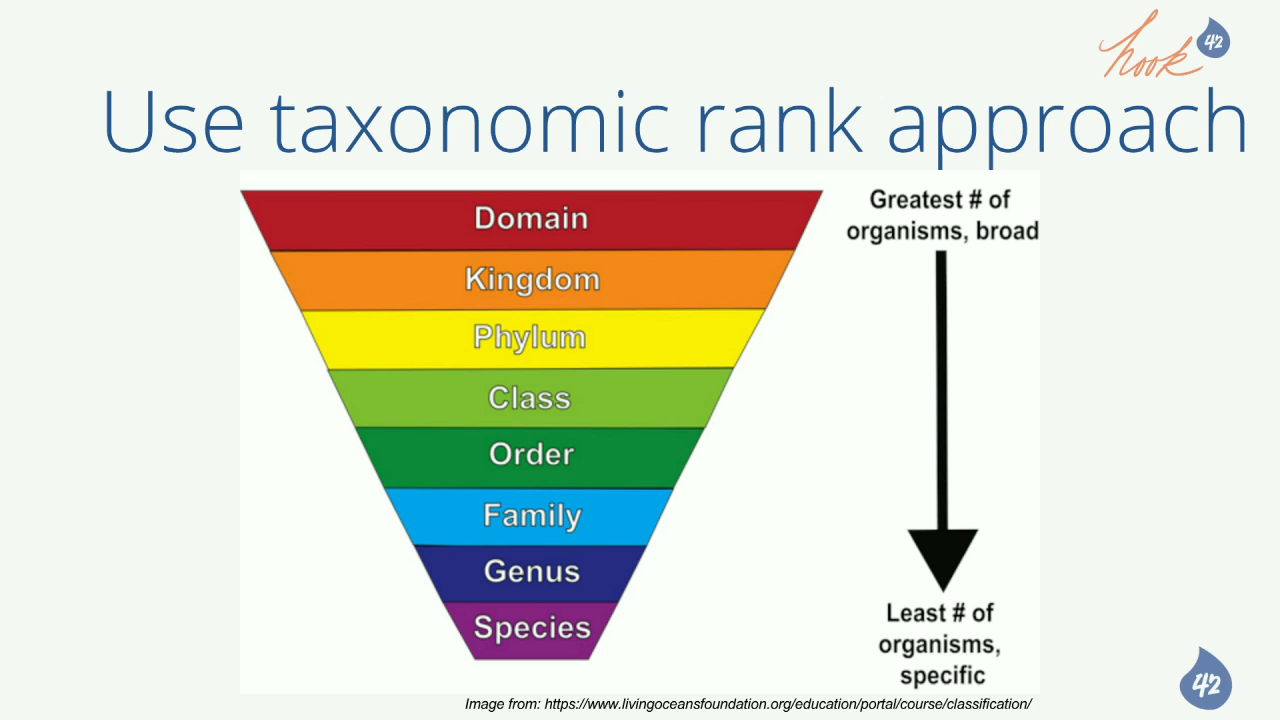 hook 42
Use taxonomic rank approach
Domain
Kingdom
Phylum
Class
Order
Family
Genus
Species
Greatest # of
organisms, broad
Least # of
organisms,
specific
Image from: https://www.livingoceansfoundation.org/education/portal/course/classification/
42